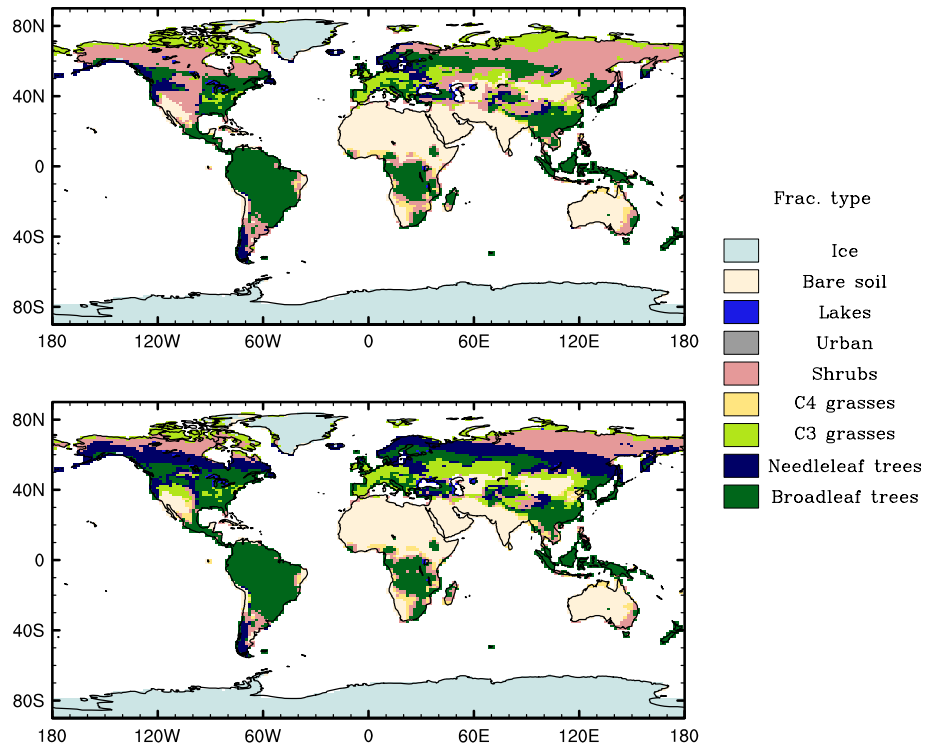 80N
40N
0
40S
80S
180 120W 60W 0 60E 120E 180
Frac. type
Ice
Bare soil
Lakes
Urban
Shrubs
C4 grasses
C3 grasses
Needleleaf trees
Broadleaf trees
80N
40N
0
40S
80S
180 120W 60W 0 60E 120E 180